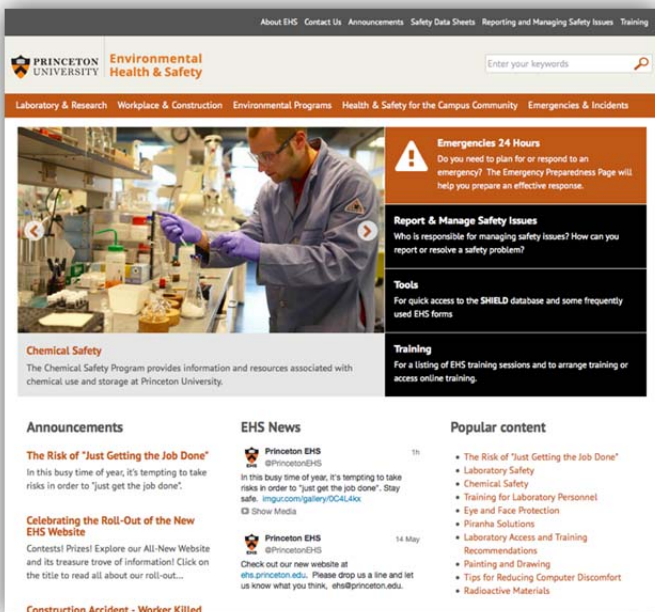 About EHS Contact Us Announcements Safety Data Sheets Reporting and Managing Safety Issues Training
PRINCETON
UNIVERSITY
Environmental
Health & Safety
Enter your keywords
Laboratory & Research Workplace & Construction Environmental Programs Health & Safety for the Campus Community Emergencies & Incidents
Emergencies 24 Hours
Do you need to plan for or respond to an
emergency? The Emergency Preparedness Page will
help you prepare an effective response.
Report & Manage Safety Issues
Who is responsible for managing safety issues? How can you
report or resolve a safety problem?
Tools
For quick access to the SHIELD database and some frequently
used EHS forms
Training
For a listing of EHS training sessions and to arrange training or
access online training.
Chemical Safety
The Chemical Safety Program provides information and resources associated with
chemical use and storage at Princeton University.
Announcements
The Risk of "Just Getting the Job Done"
In this busy time of year, it's tempting to take
risks in order to "just get the job done".
Celebrating the Roll-Out of the New
EHS Website
Contests! Prizes! Explore our All-New Website
and its treasure trove of information! Click on
the title to read all about our roll-out...
Construction Accident - Worker Killed
EHS News
Princeton EHS 1h
@PrincetonEHS
In this busy time of year, it's tempting to take
risks in order to "just get the job done". Stay
safe. imgur.com/gallery/0C4L4kx
Show Media
Princeton EHS 14 May
@PrincetonEHS
Check out our new website at
ehs.princeton.edu. Please drop us a line and let
us know what you think, ehs@princeton.edu.
Popular content
The Risk of "Just Getting the Job Done"
Laboratory Safety
Chemical Safety
Training for Laboratory Personnel
Eye and Face Protection
Piranha Solutions
Laboratory Access and Training
Recommendations
Painting and Drawing
Tips for Reducing Computer Discomfort
Radioactive Materials